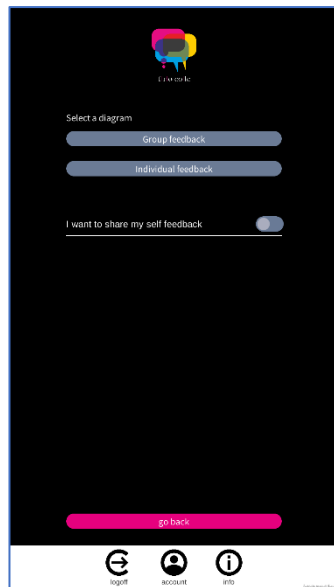 Select a diagram
Group feedback
Individual feedback
I want to share my self feedback
go back
logoff
account
info